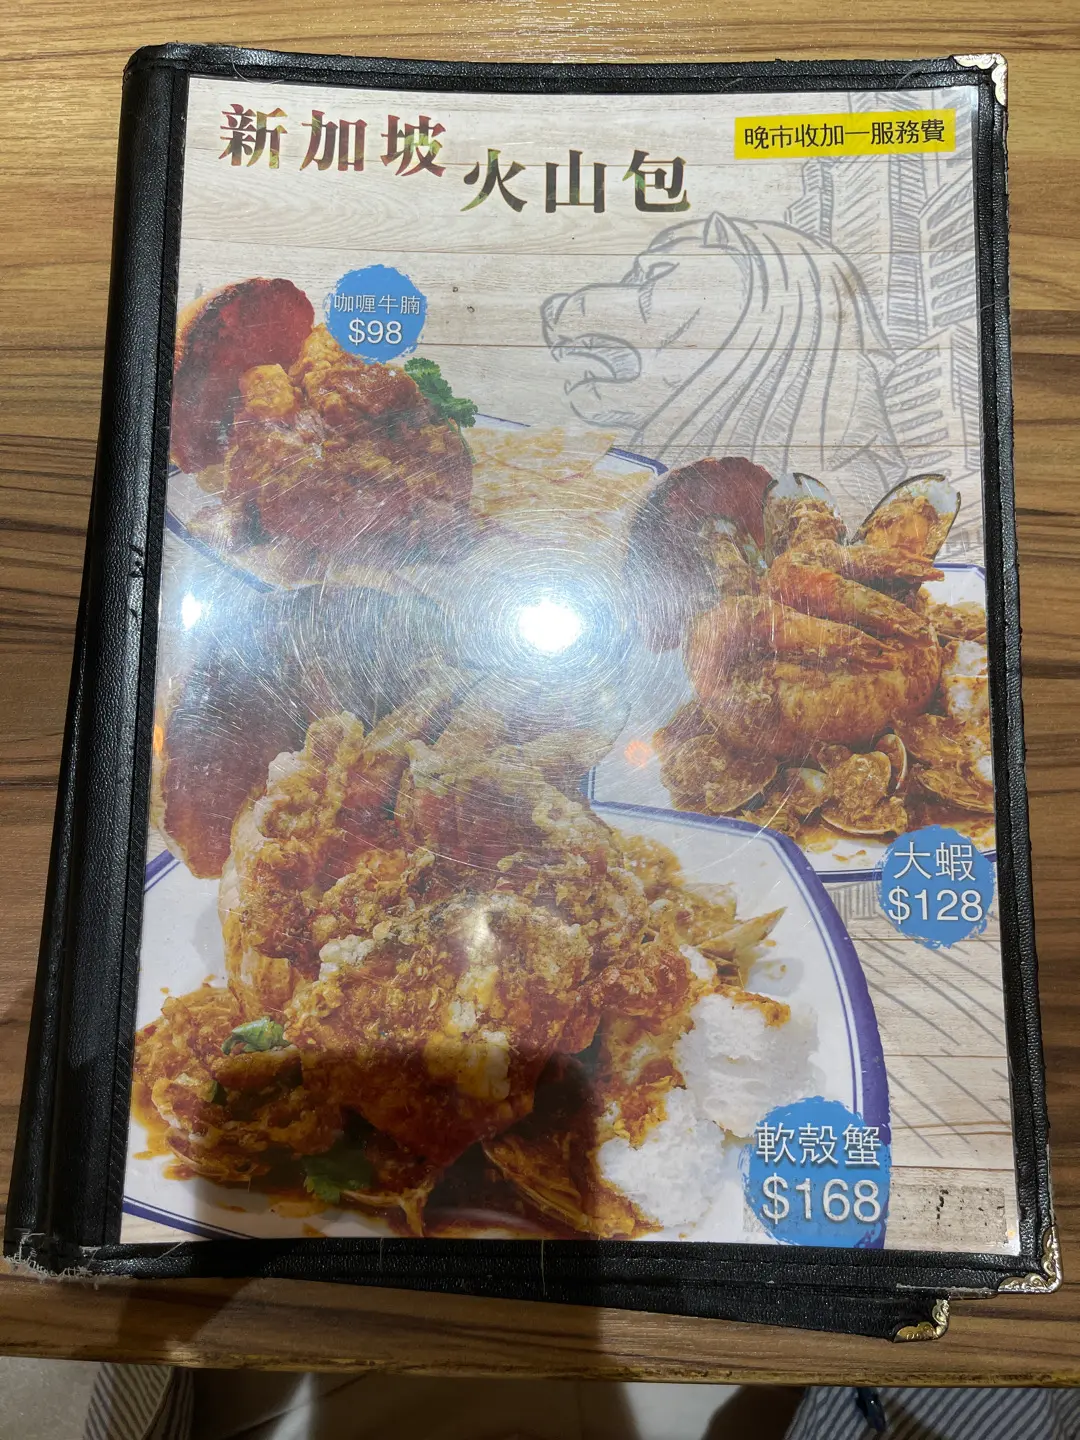 新加坡
火山包
晚市收加一服務費
咖喱牛腩
$98
大蝦
$128
軟殼蟹
$168